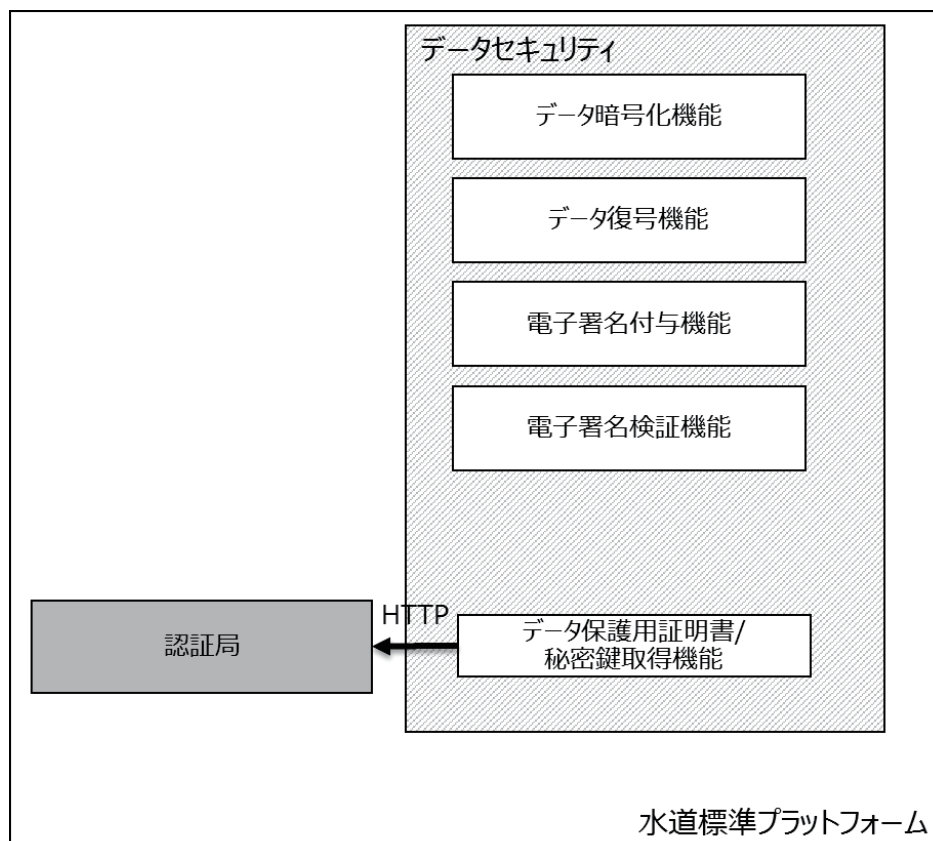 データセキュリティ
データ暗号化機能
データ復号機能
電子署名付与機能
電子署名検証機能
HTTP
認証局
データ保護用証明書/
秘密鍵取得機能
水道標準プラットフォーム